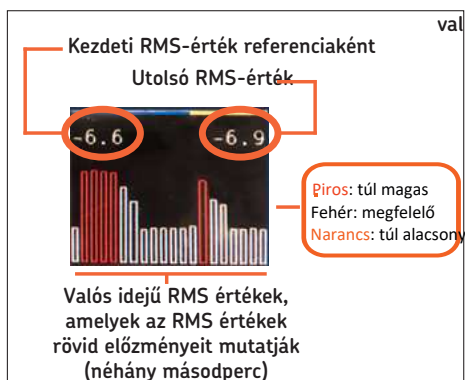 val
Kezdeti RMS-érték referenciaként
Utolsó RMS-érték
-6.6
-6.9
Piros: túl magas
Fehér: megfelelő
Narancs: túl alacsony
Valós idejű RMS értékek,
amelyek az RMS értékek
rövid előzményeit mutatják
(néhány másodperc)